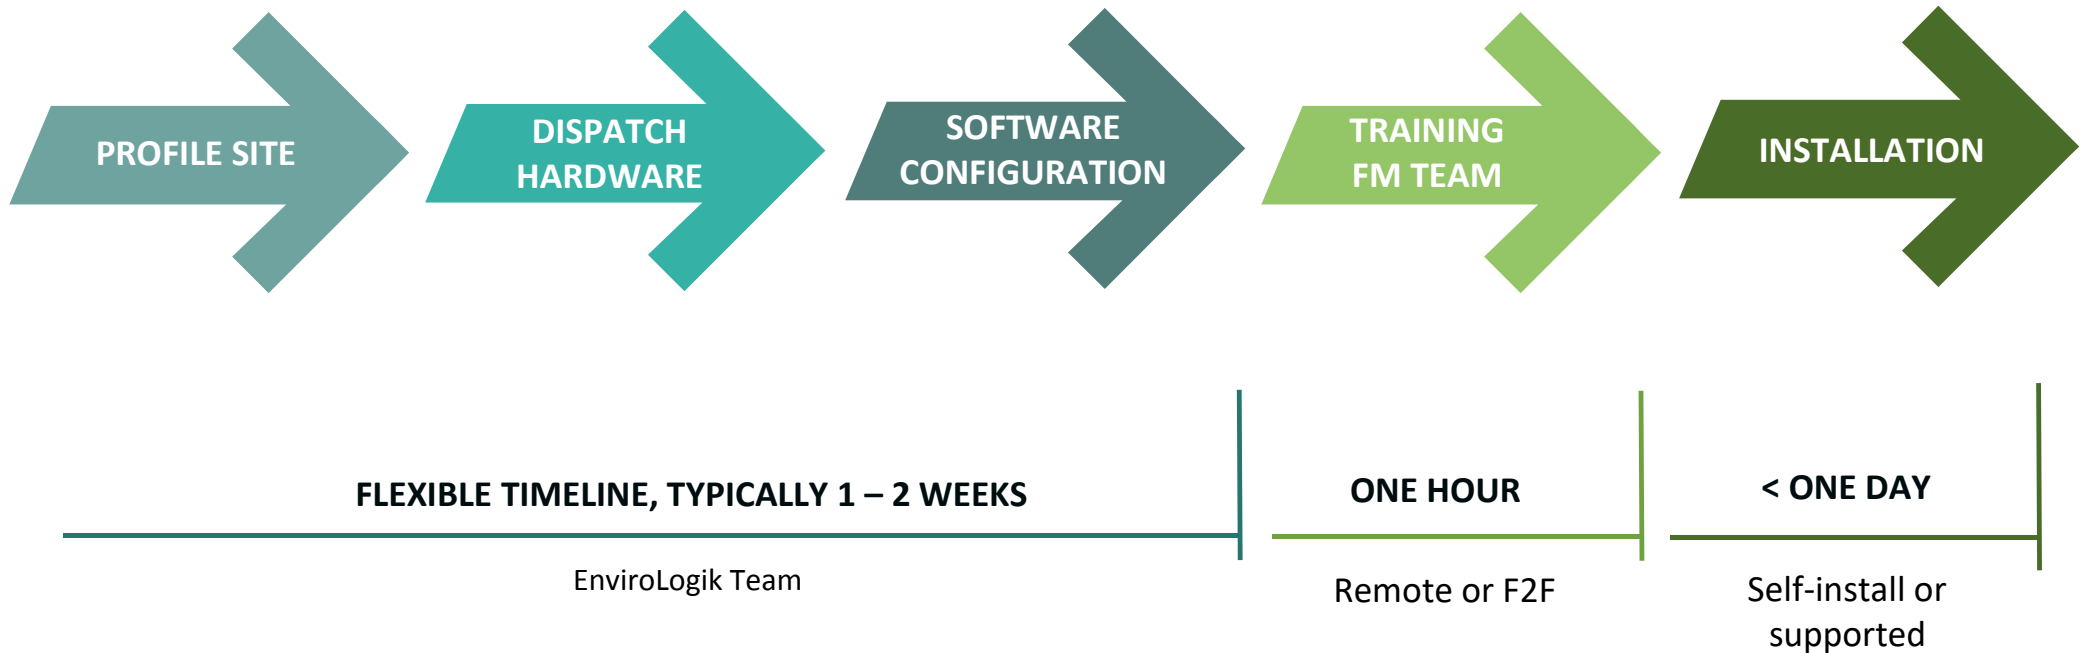 PROFILE SITE
DISPATCH
HARDWARE
SOFTWARE
CONFIGURATION
TRAINING
FM TEAM
INSTALLATION
FLEXIBLE TIMELINE, TYPICALLY 1 – 2 WEEKS
EnviroLogik Team
ONE HOUR
Remote or F2F
< ONE DAY
Self-install or
supported